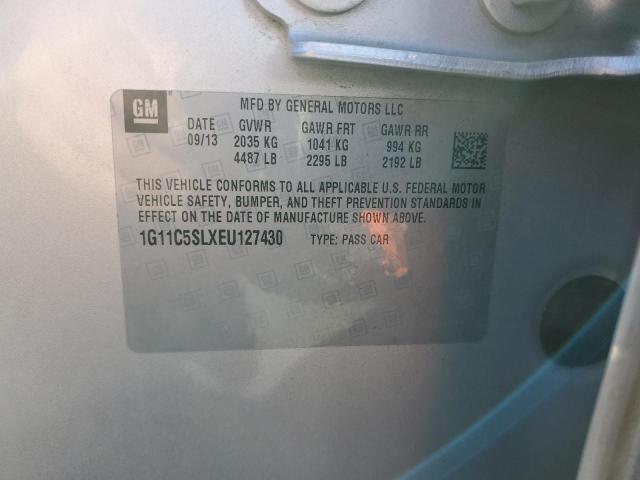 GM
MFD BY GENERAL MOTORS LLC
DATE GVWR GAWR FRT GAWR RR
09/13 2035 KG 1041 KG 994 KG
4487 LB 2295 LB 2192 LB
THIS VEHICLE CONFORMS TO ALL APPLICABLE U.S. FEDERAL MOTOR
VEHICLE SAFETY, BUMPER, AND THEFT PREVENTION STANDARDS IN
EFFECT ON THE DATE OF MANUFACTURE SHOWN ABOVE.
1G11C5SLXEU127430 TYPE: PASS CAR